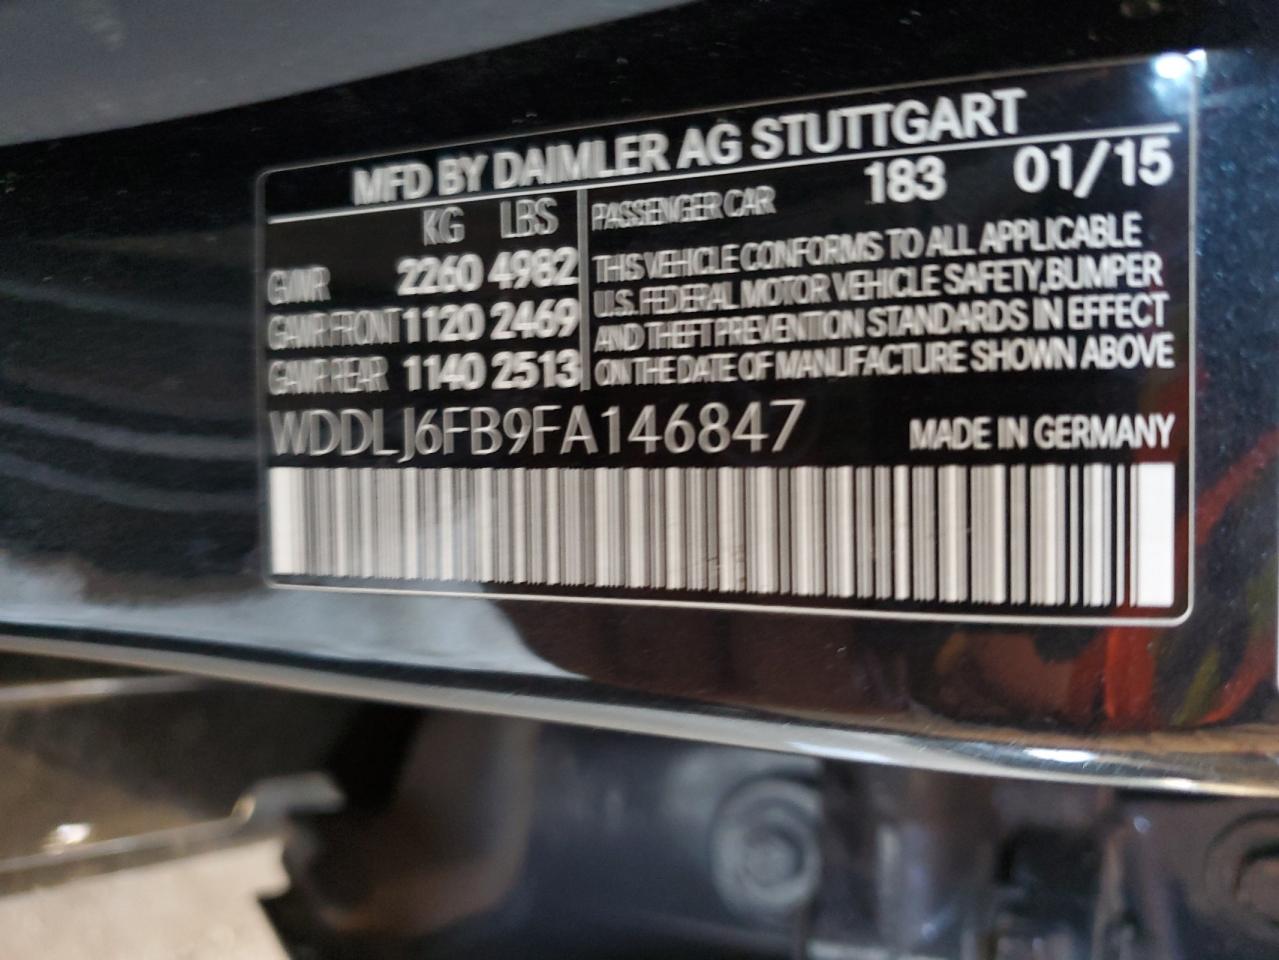 MFD BY DAIMLER AG STUTTGART
KG LBS
GVWR 2260 4982
GAWR FRONT 1120 2469
GAWR REAR 1140 2513
PASSENGER CAR 183 01/15
THIS VEHICLE CONFORMS TO ALL APPLICABLE
U.S. FEDERAL MOTOR VEHICLE SAFETY,BUMPER
AND THEFT PREVENTION STANDARDS IN EFFECT
ON THE DATE OF MANUFACTURE SHOWN ABOVE
WDDLJ6FB9FA146847 MADE IN GERMANY